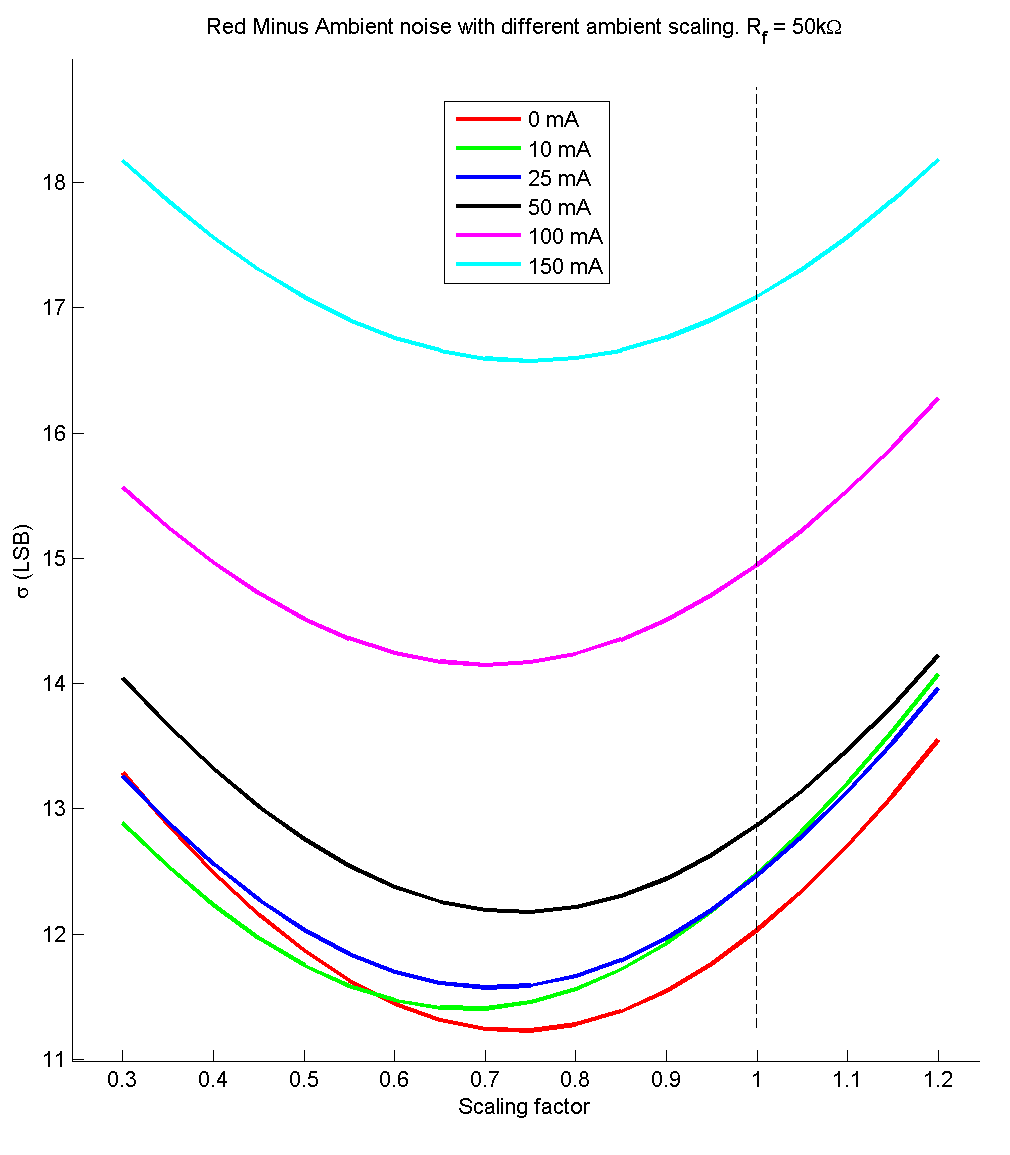 Red Minus Ambient noise with different ambient scaling. R_f = 50kΩ
0 mA
10 mA
25 mA
50 mA
100 mA
150 mA
18
17
16
15
14
13
12
11
σ (LSB)
0.3 0.4 0.5 0.6 0.7 0.8 0.9 1 1.1 1.2
Scaling factor